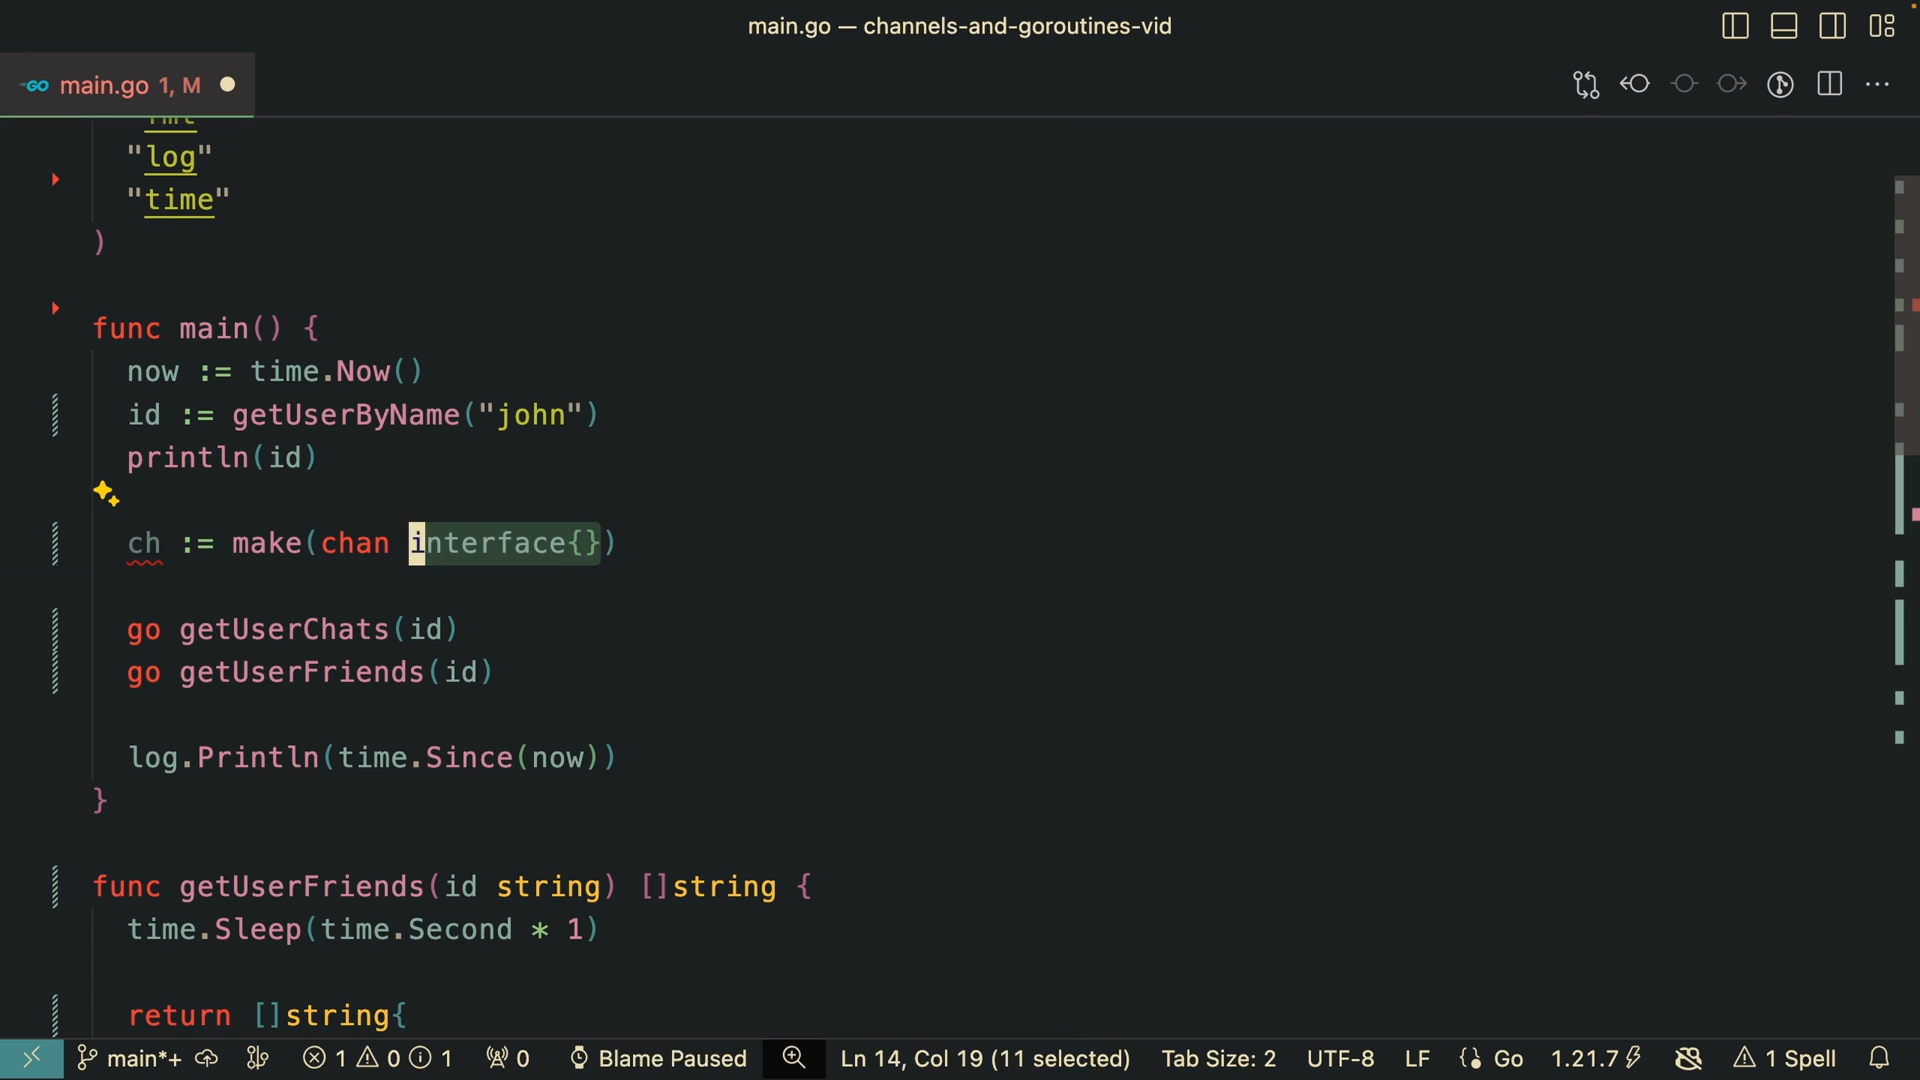 main.go — channels-and-goroutines-vid
GO main.go 1, M
fmt
"log"
"time"
)
func main() {
now := time.Now()
id := getUserByName("john")
println(id)
ch := make(chan interface{})
go getUserChats(id)
go getUserFriends(id)
log.Println(time.Since(now))
}
func getUserFriends(id string) []string {
time.Sleep(time.Second * 1)
return []string{
main*+ 1 0 1 0 Blame Paused Ln 14, Col 19 (11 selected) Tab Size: 2 UTF-8 LF Go 1.21.7 1 Spell